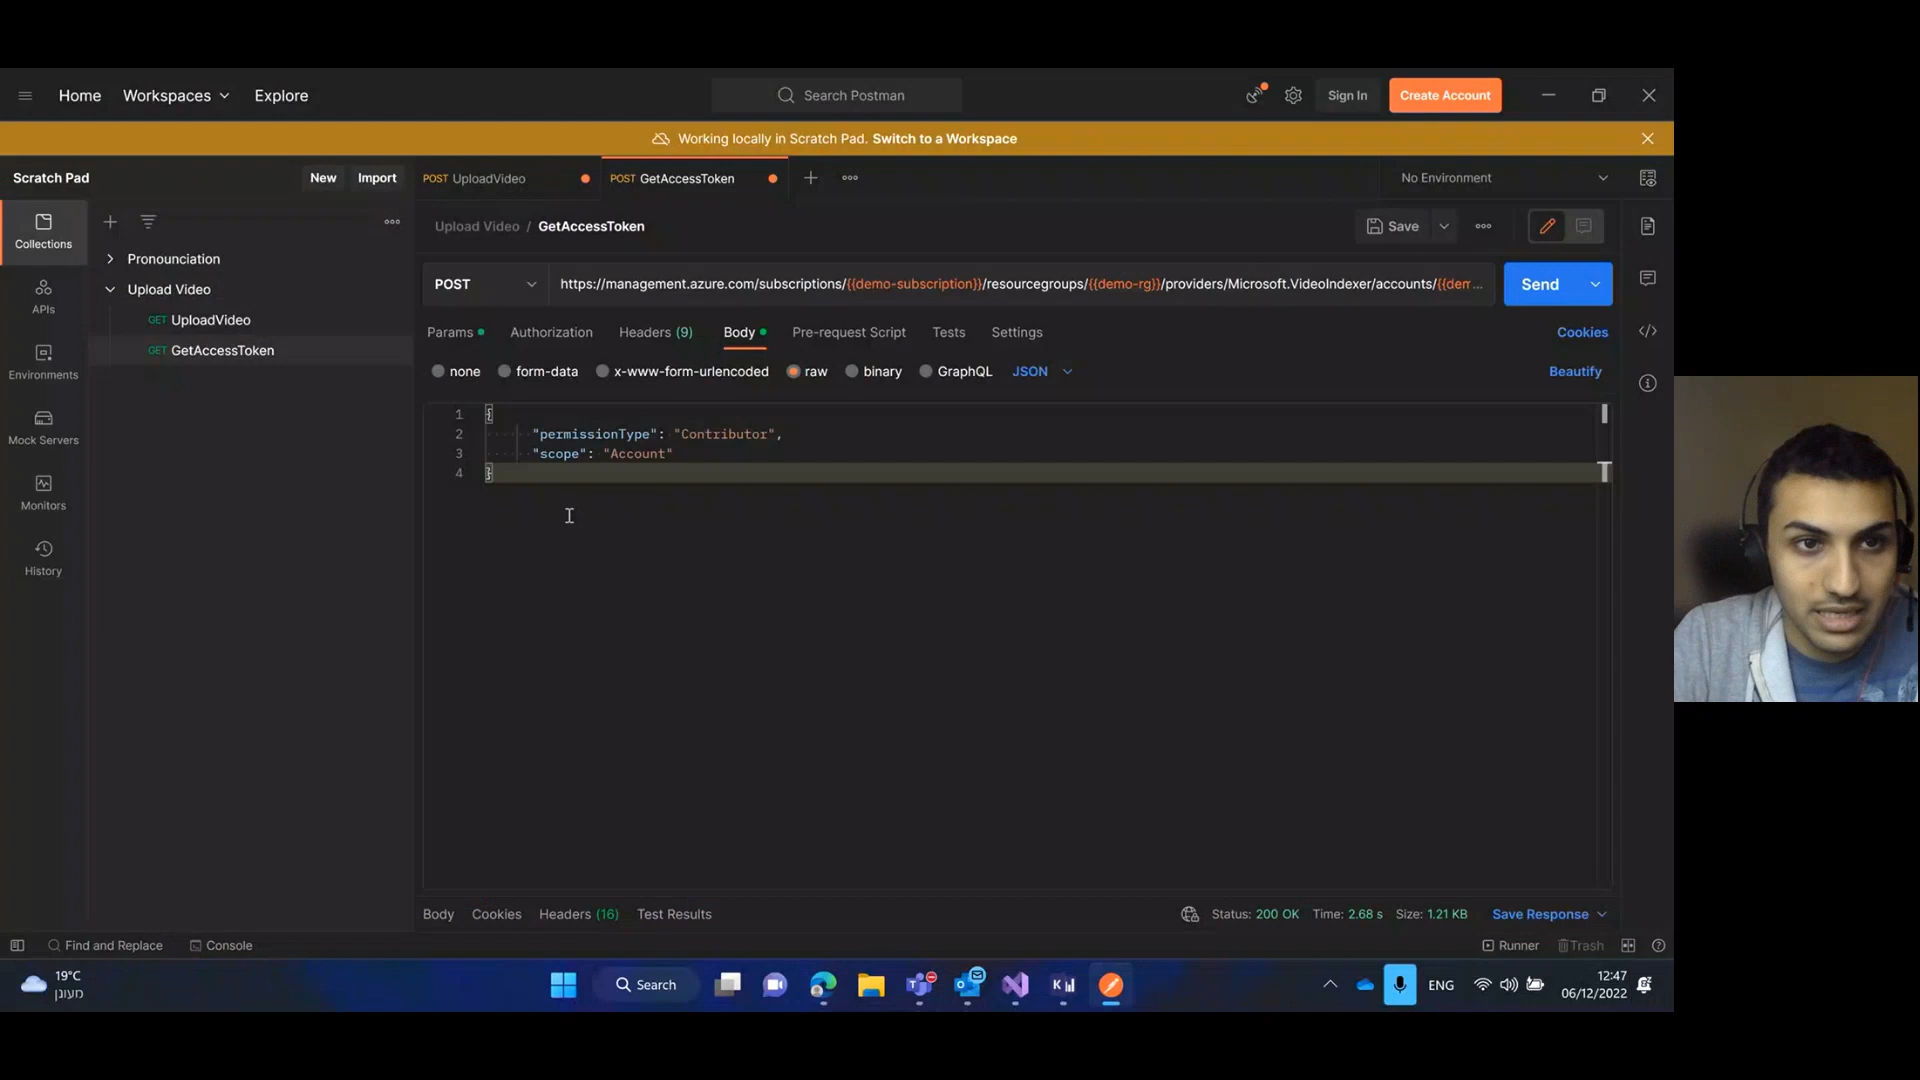 Home Workspaces Explore Search Postman Sign In Create Account
Working locally in Scratch Pad. Switch to a Workspace
Scratch Pad New Import POST UploadVideo POST GetAccessToken No Environment
Upload Video / GetAccessToken Save
Collections
Pronounciation
Upload Video
GET UploadVideo
GET GetAccessToken
APIs
Environments
Mock Servers
Monitors
History
POST https://management.azure.com/subscriptions/{{demo-subscription}}/resourcegroups/{{demo-rg}}/providers/Microsoft.VideoIndexer/accounts/{{dem... Send
Params Authorization Headers (9) Body Pre-request Script Tests Settings Cookies
none form-data x-www-form-urlencoded raw binary GraphQL JSON Beautify
1 {
2 "permissionType": "Contributor",
3 "scope": "Account"
4 }
Body Cookies Headers (16) Test Results Status: 200 OK Time: 2.68 s Size: 1.21 KB Save Response
Find and Replace Console Runner Trash
19°C
מעונן
Search
ENG
12:47
06/12/2022